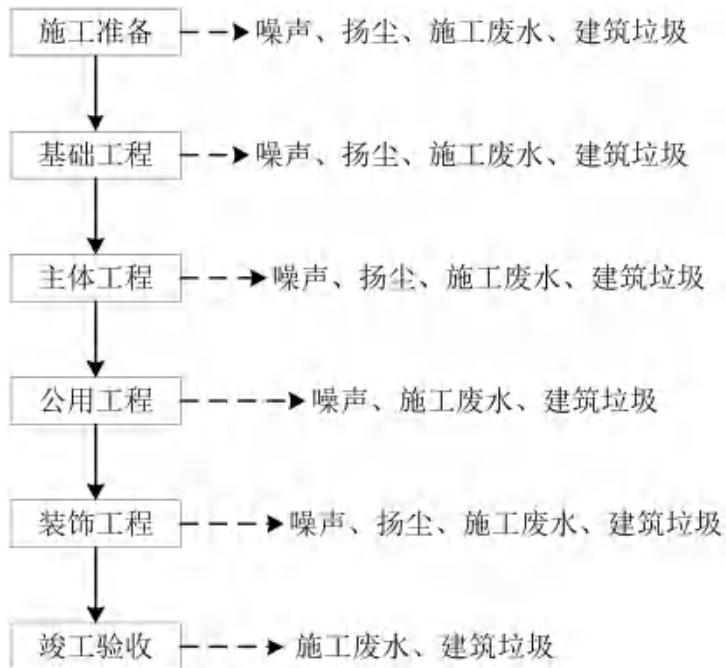 施工准备 噪声、扬尘、施工废水、建筑垃圾
基础工程 噪声、扬尘、施工废水、建筑垃圾
主体工程 噪声、扬尘、施工废水、建筑垃圾
公用工程 噪声、施工废水、建筑垃圾
装饰工程 噪声、扬尘、施工废水、建筑垃圾
竣工验收 施工废水、建筑垃圾